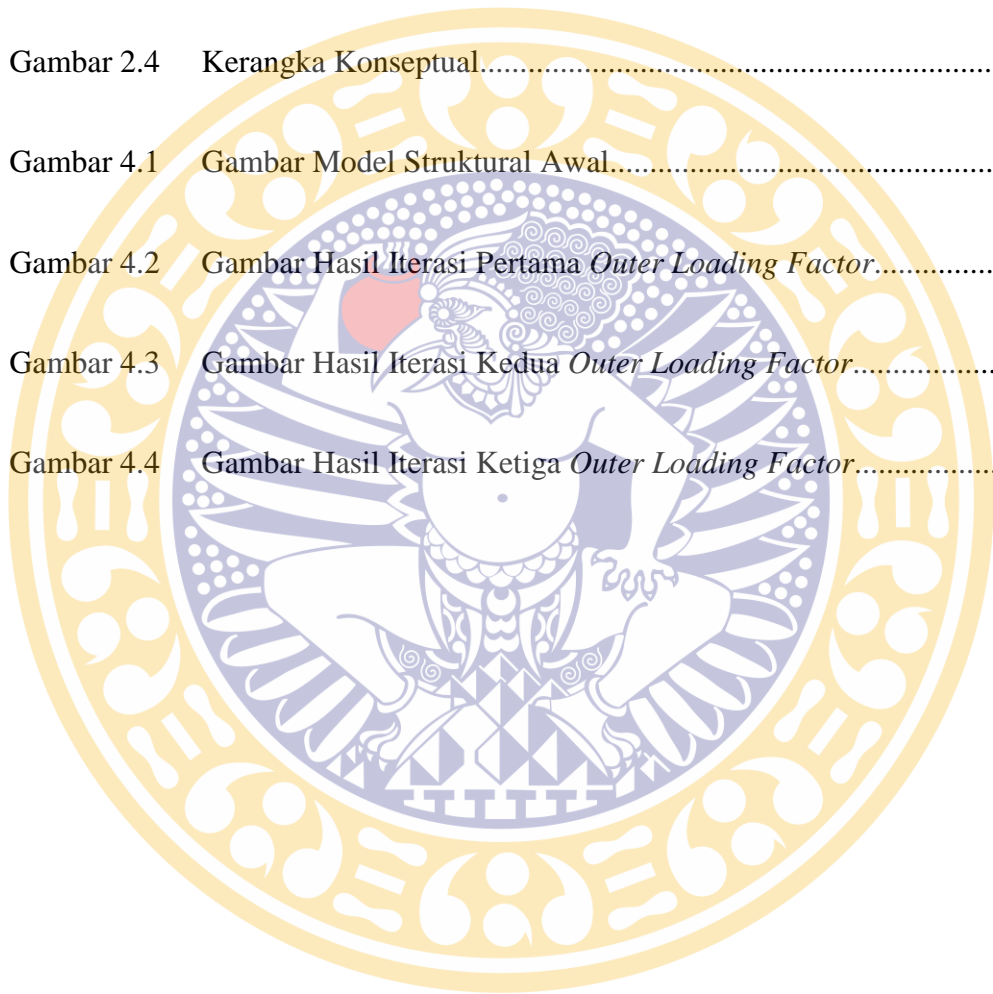 Gambar 2.4 Kerangka Konseptual................................................................
Gambar 4.1 Gambar Model Struktural Awal................................................
Gambar 4.2 Gambar Hasil Iterasi Pertama Outer Loading Factor...............
Gambar 4.3 Gambar Hasil Iterasi Kedua Outer Loading Factor..................
Gambar 4.4 Gambar Hasil Iterasi Ketiga Outer Loading Factor..................